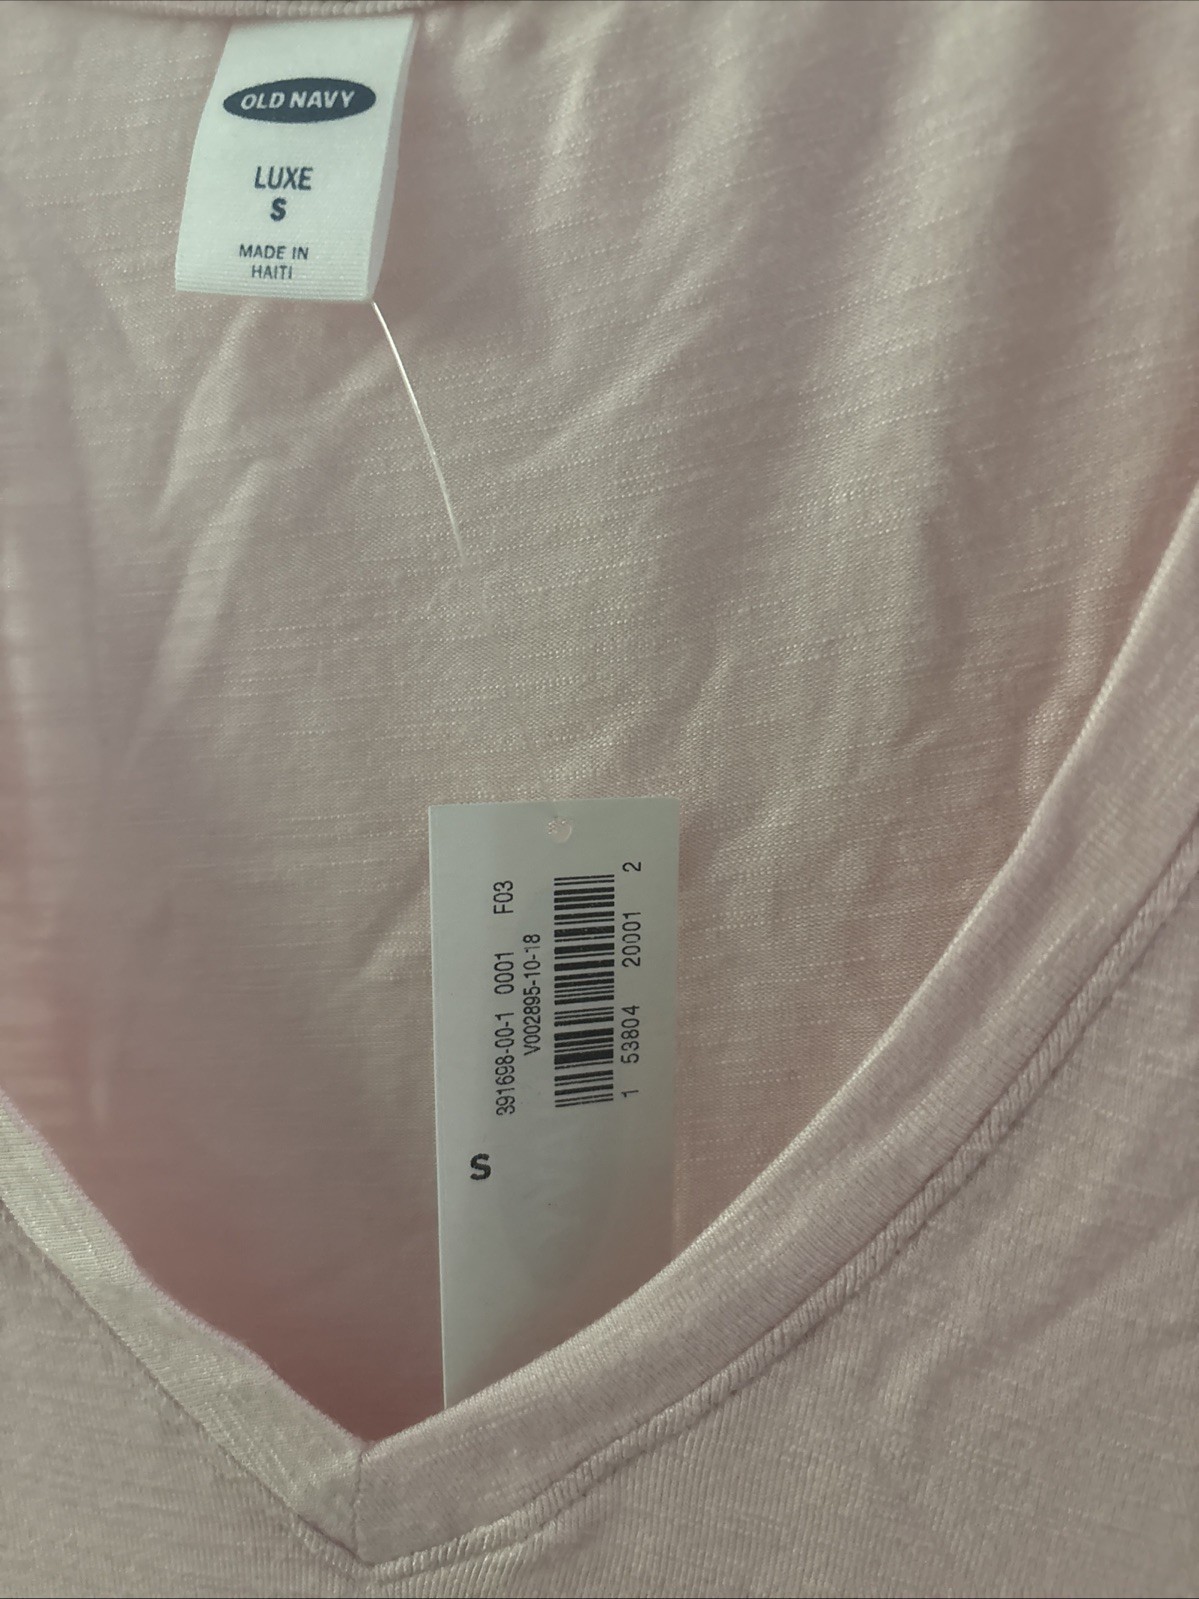 OLD NAVY
LUXE
S
MADE IN
HAITI
391698-00-1 0001 F03
V002895-10-18
1 53804 20001 2
S